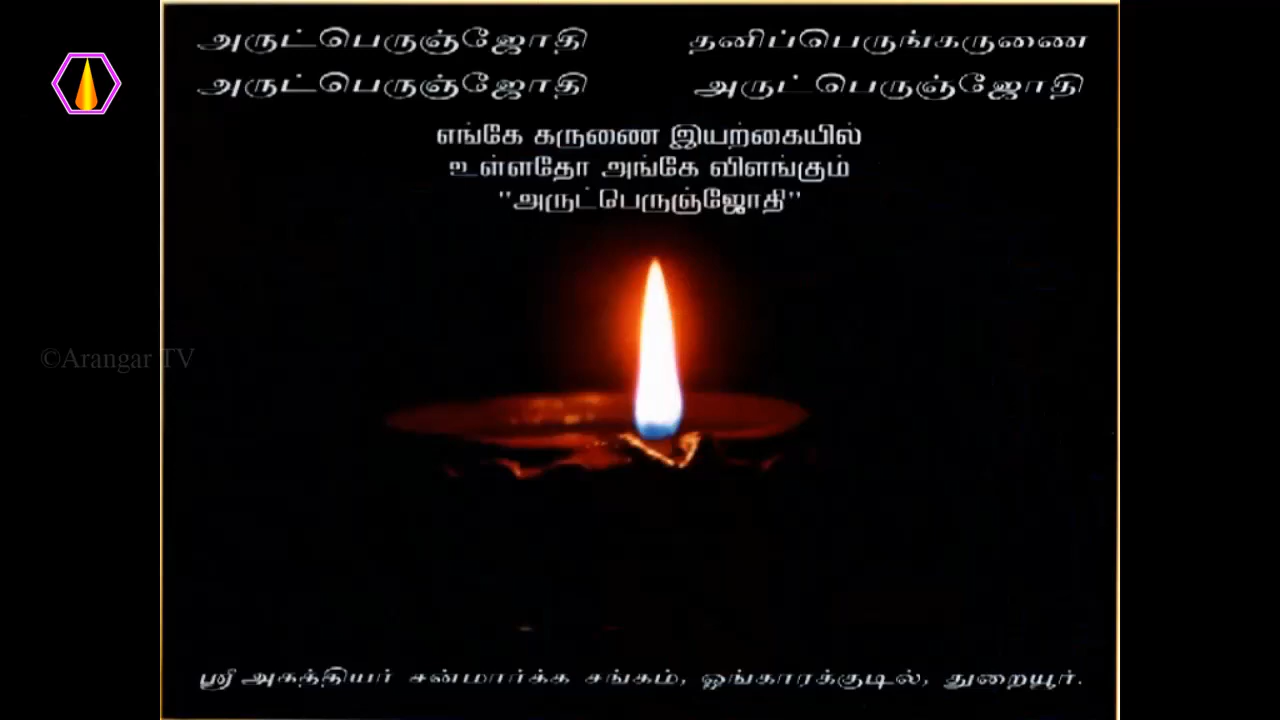 அருட்பெருஞ்ஜோதி தனிப்பெருங்கருணை
அருட்பெருஞ்ஜோதி அருட்பெருஞ்ஜோதி
எங்கே கருணை இயற்கையில்
உள்ளதோ அங்கே விளங்கும்
"அருட்பெருஞ்ஜோதி"
©Arangar TV
ஸ்ரீ அகத்தியர் சன்மார்க்க சங்கம், ஓங்காரக்குடில், துறையூர்.